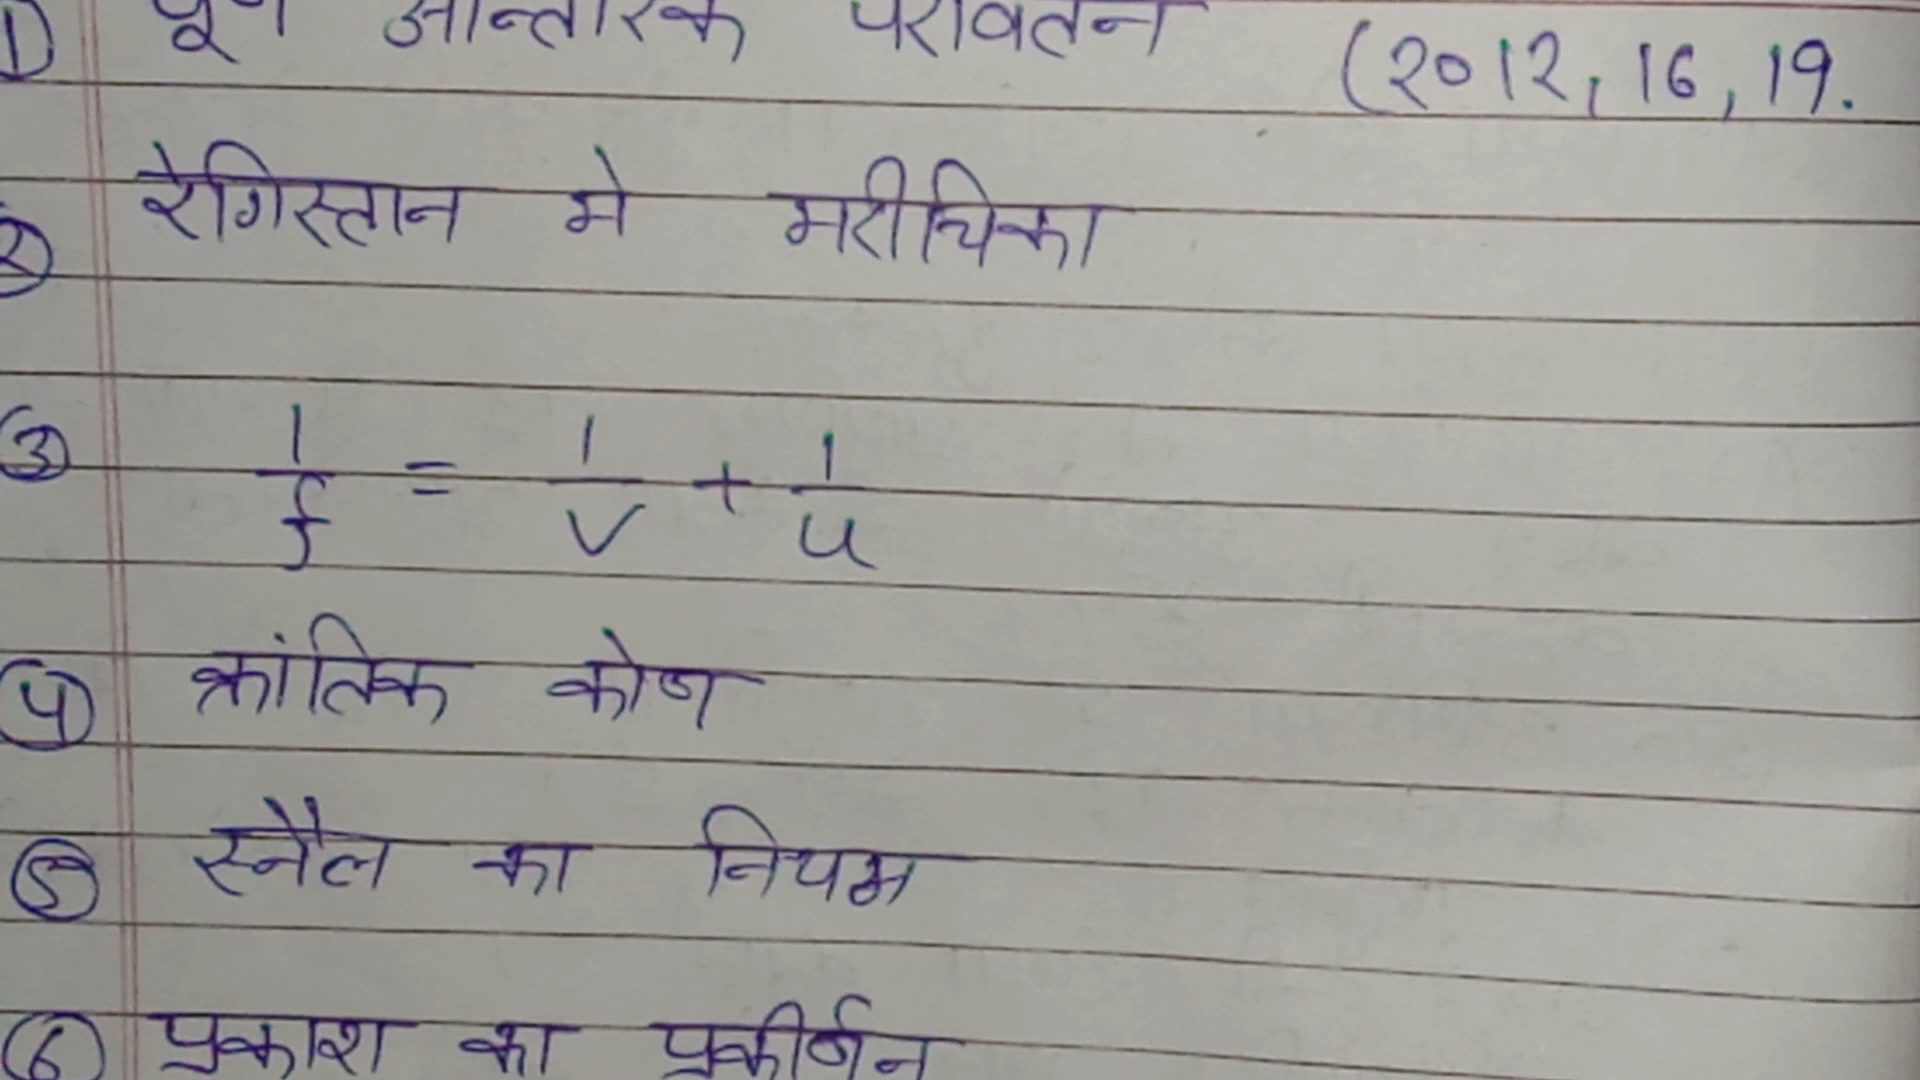 ① पूर्ण आन्तरिक परावर्तन (2012, 16, 19.
② रेगिस्तान मे मरीचिका
③ 1/f = 1/v + 1/u
④ क्रांतिक कोण
⑤ स्नैल का नियम
⑥ प्रकाश का प्रकीर्णन